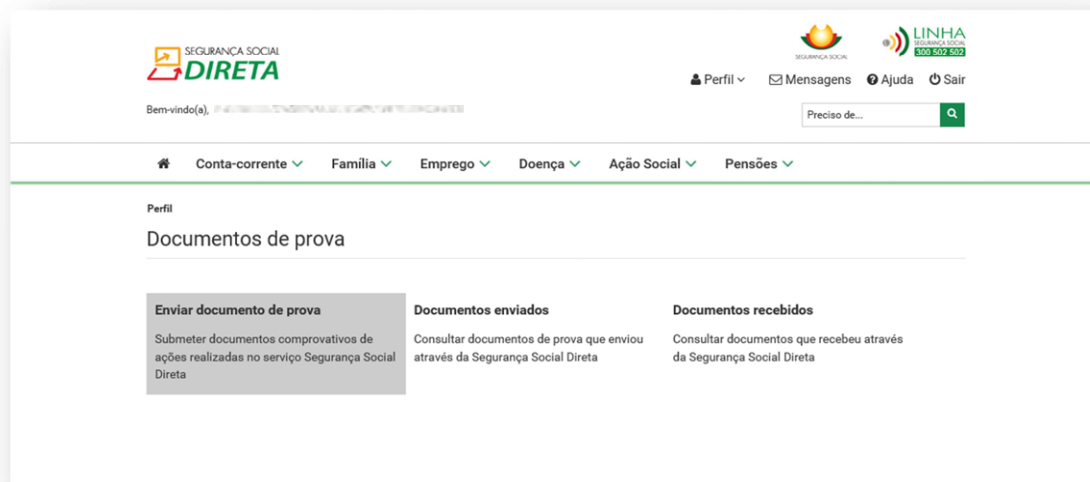 SEGURANÇA SOCIAL
DIRETA
SEGURANÇA SOCIAL
LINHA
SEGURANÇA SOCIAL
300 502 502
Perfil
Mensagens
Ajuda
Sair
Bem-vindo(a),
Preciso de...
Conta-corrente
Família
Emprego
Doença
Ação Social
Pensões
Perfil
Documentos de prova
Enviar documento de prova
Submeter documentos comprovativos de
ações realizadas no serviço Segurança Social
Direta
Documentos enviados
Consultar documentos de prova que enviou
através da Segurança Social Direta
Documentos recebidos
Consultar documentos que recebeu através
da Segurança Social Direta